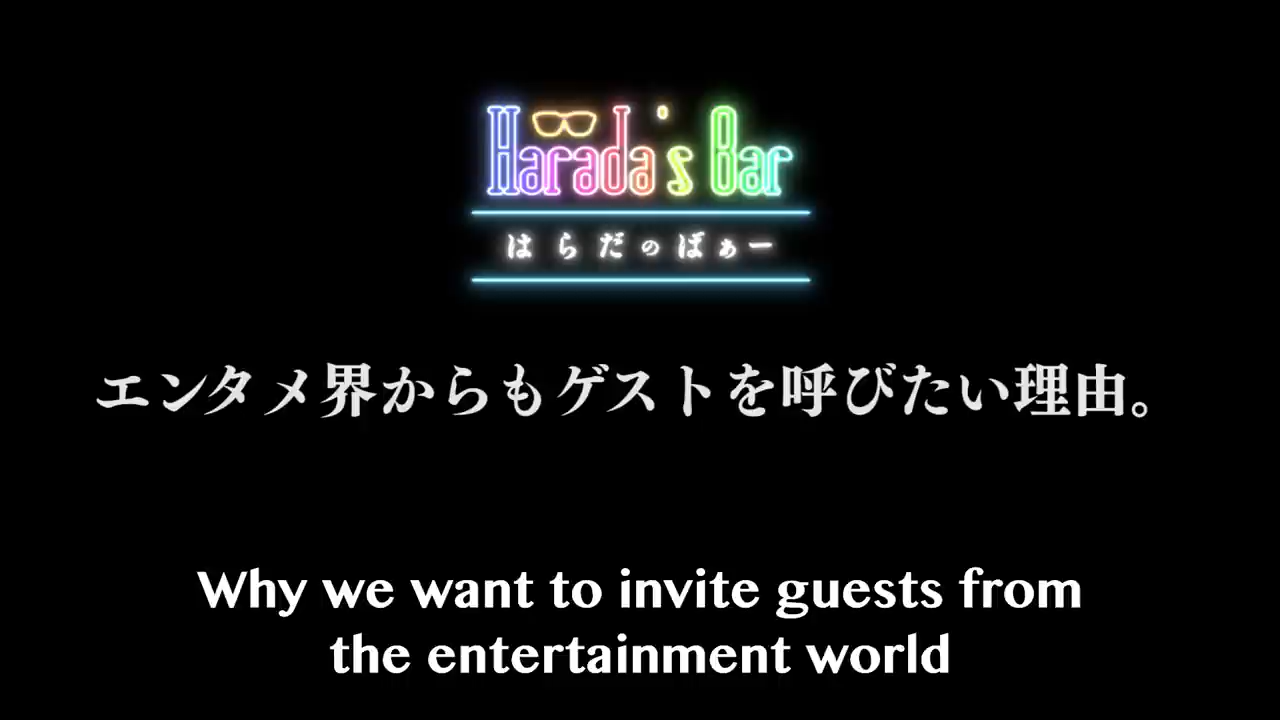 Harada's Bar
はらだのばぁー
エンタメ界からもゲストを呼びたい理由。
Why we want to invite guests from
the entertainment world